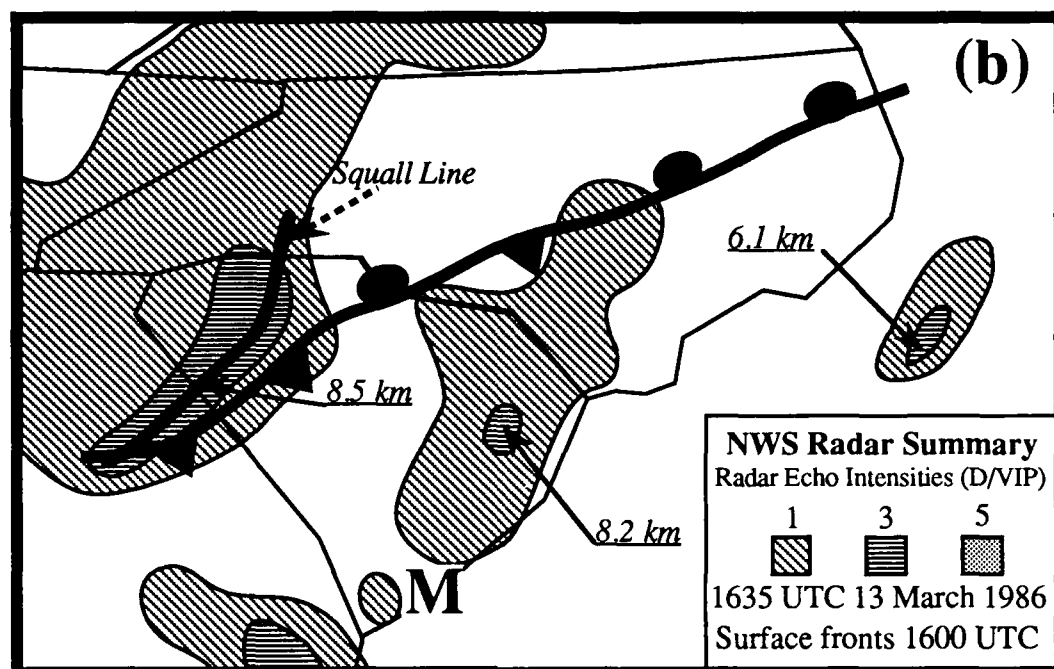 (b)
Squall Line
6.1 km
8.5 km
8.2 km
M
NWS Radar Summary
Radar Echo Intensities (D/VIP)
1 3 5
1635 UTC 13 March 1986
Surface fronts 1600 UTC